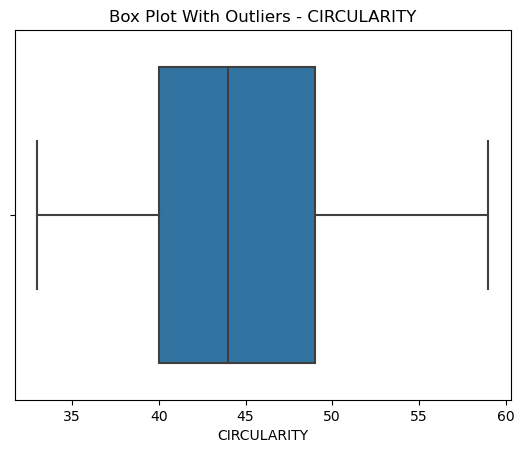 Box Plot With Outliers - CIRCULARITY
35 40 45 50 55 60
CIRCULARITY